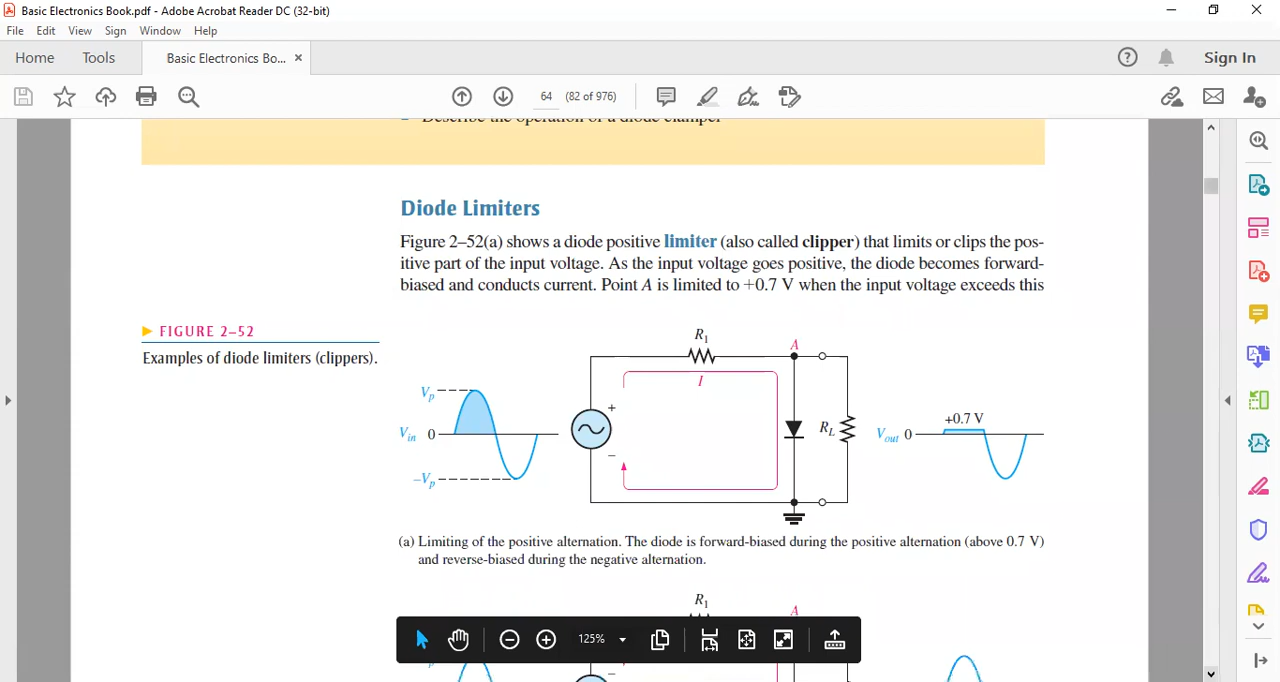 Basic Electronics Book.pdf - Adobe Acrobat Reader DC (32-bit)
File Edit View Sign Window Help
Home Tools Basic Electronics Bo... × Sign In
64 (82 of 976)
Describe the operation of a diode clamper
Diode Limiters
Figure 2–52(a) shows a diode positive limiter (also called clipper) that limits or clips the pos-
itive part of the input voltage. As the input voltage goes positive, the diode becomes forward-
biased and conducts current. Point A is limited to +0.7 V when the input voltage exceeds this
FIGURE 2–52
Examples of diode limiters (clippers).
R1
A
I
Vp
+
+0.7 V
Vin 0
RL
Vout 0
–
–Vp
(a) Limiting of the positive alternation. The diode is forward-biased during the positive alternation (above 0.7 V)
and reverse-biased during the negative alternation.
R1
A
125%